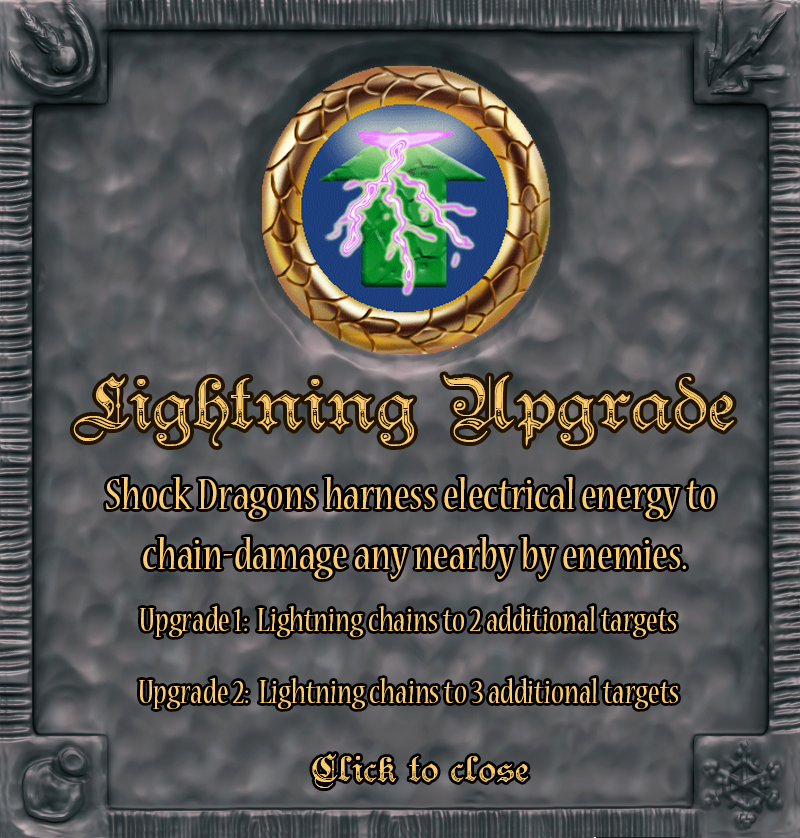 Lightning Upgrade
Shock Dragons harness electrical energy to
chain-damage any nearby by enemies.
Upgrade 1: Lightning chains to 2 additional targets
Upgrade 2: Lightning chains to 3 additional targets
Click to close